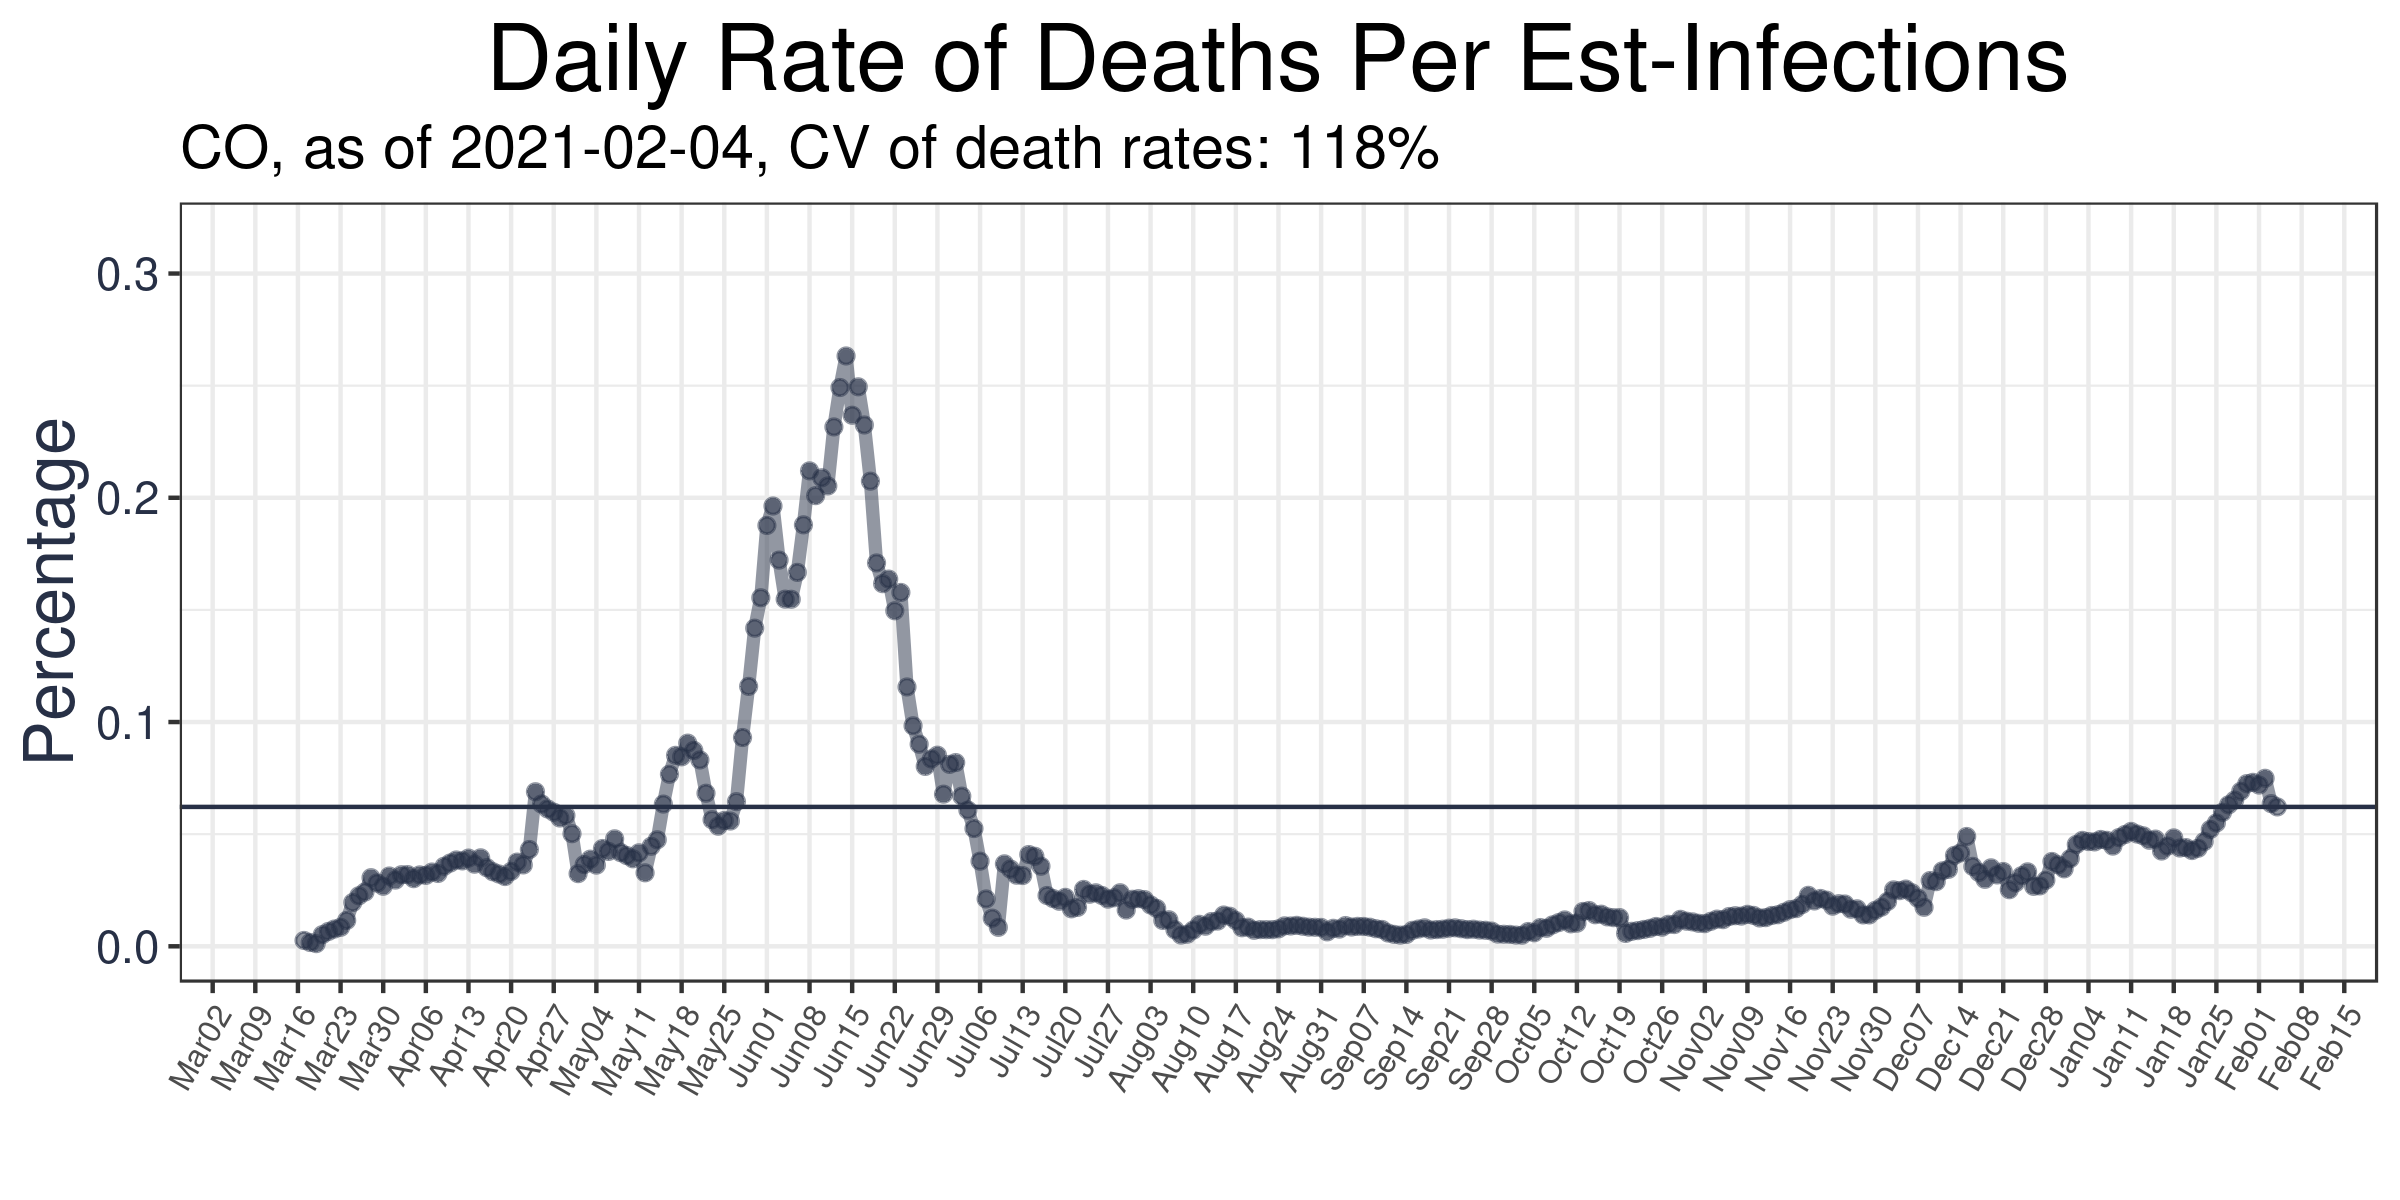 Daily Rate of Deaths Per Est-Infections
CO, as of 2021-02-04, CV of death rates: 118%
Percentage
0.3
0.2
0.1
0.0
Mar02 Mar09 Mar16 Mar23 Mar30 Apr06 Apr13 Apr20 Apr27 May04 May11 May18 May25 Jun01 Jun08 Jun15 Jun22 Jun29 Jul06 Jul13 Jul20 Jul27 Aug03 Aug10 Aug17 Aug24 Aug31 Sep07 Sep14 Sep21 Sep28 Oct05 Oct12 Oct19 Oct26 Nov02 Nov09 Nov16 Nov23 Nov30 Dec07 Dec14 Dec21 Dec28 Jan04 Jan11 Jan18 Jan25 Feb01 Feb08 Feb15